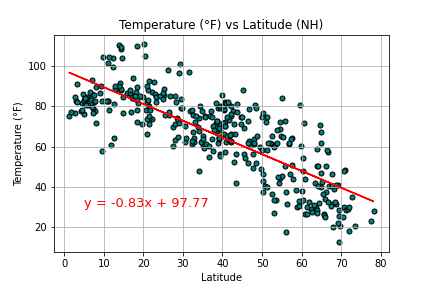 Temperature (°F) vs Latitude (NH)
Temperature (°F)
100
80
60
40
20
y = -0.83x + 97.77
0 10 20 30 40 50 60 70 80
Latitude